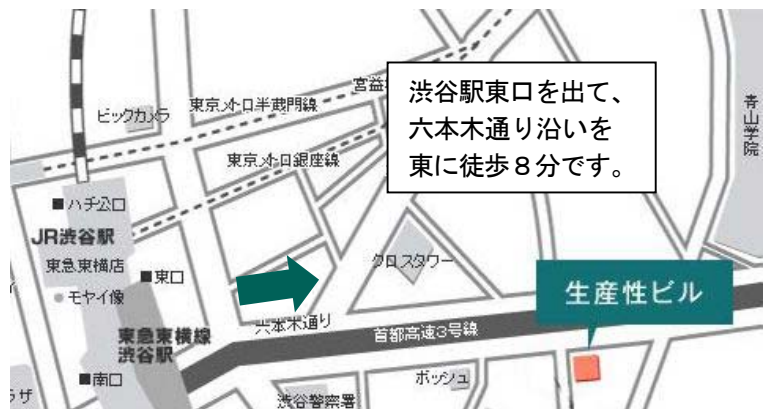 宮益
東京メトロ半蔵門線
ビックカメラ
渋谷駅東口を出て、
六本木通り沿いを
東に徒歩８分です。
青山学院
東京メトロ銀座線
■ハチ公口
JR渋谷駅
東急東横店
■東口
モヤイ像
クロスタワー
生産性ビル
六本木通り
首都高速3号線
東急東横線
渋谷駅
■南口
ボッシュ
渋谷警察署
ラザ